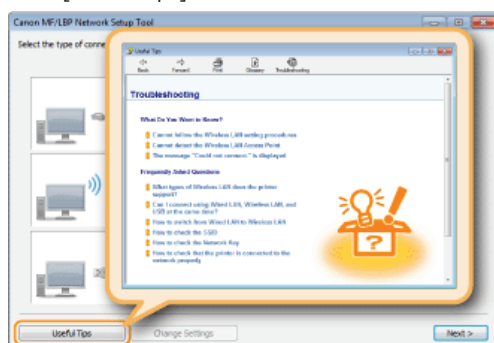 Canon MF/LBP Network Setup Tool
Select the type of conne
Useful Tips
Back Forward Print Glossary Troubleshooting
Troubleshooting
What Do You Want to Know?
Cannot follow the Wireless LAN setting procedures
Cannot detect the Wireless LAN Access Point
The message "Could not connect." is displayed
Frequently Asked Questions
What types of Wireless LAN does the printer
support?
Can I connect using Wired LAN, Wireless LAN, and
USB at the same time?
How to switch from Wired LAN to Wireless LAN
How to check the SSID
How to check the Network Key
How to check that the printer is connected to the
network properly
?
Useful Tips
Change Settings
Next >